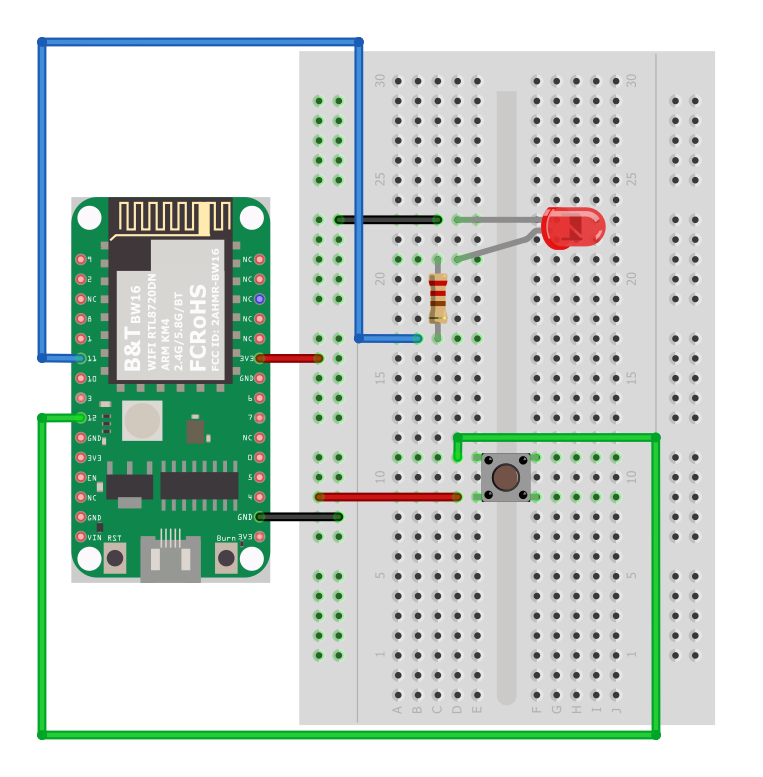 30 30
25 25
20 20
15 15
10 10
5 5
1 1
A B C D E F G H I J
B&T BW16
WIFI RTL8720DN
ARM KM4
2.4G/5.8G/BT
FCRoHS
FCC ID: 2AHMR-BW16
9
2
NC
8
1
11
10
3
12
GND
3V3
EN
NC
GND
VIN
NC
NC
NC
NC
NC
3V3
GND
6
7
NC
0
5
4
GND
3V3
RST
Burn